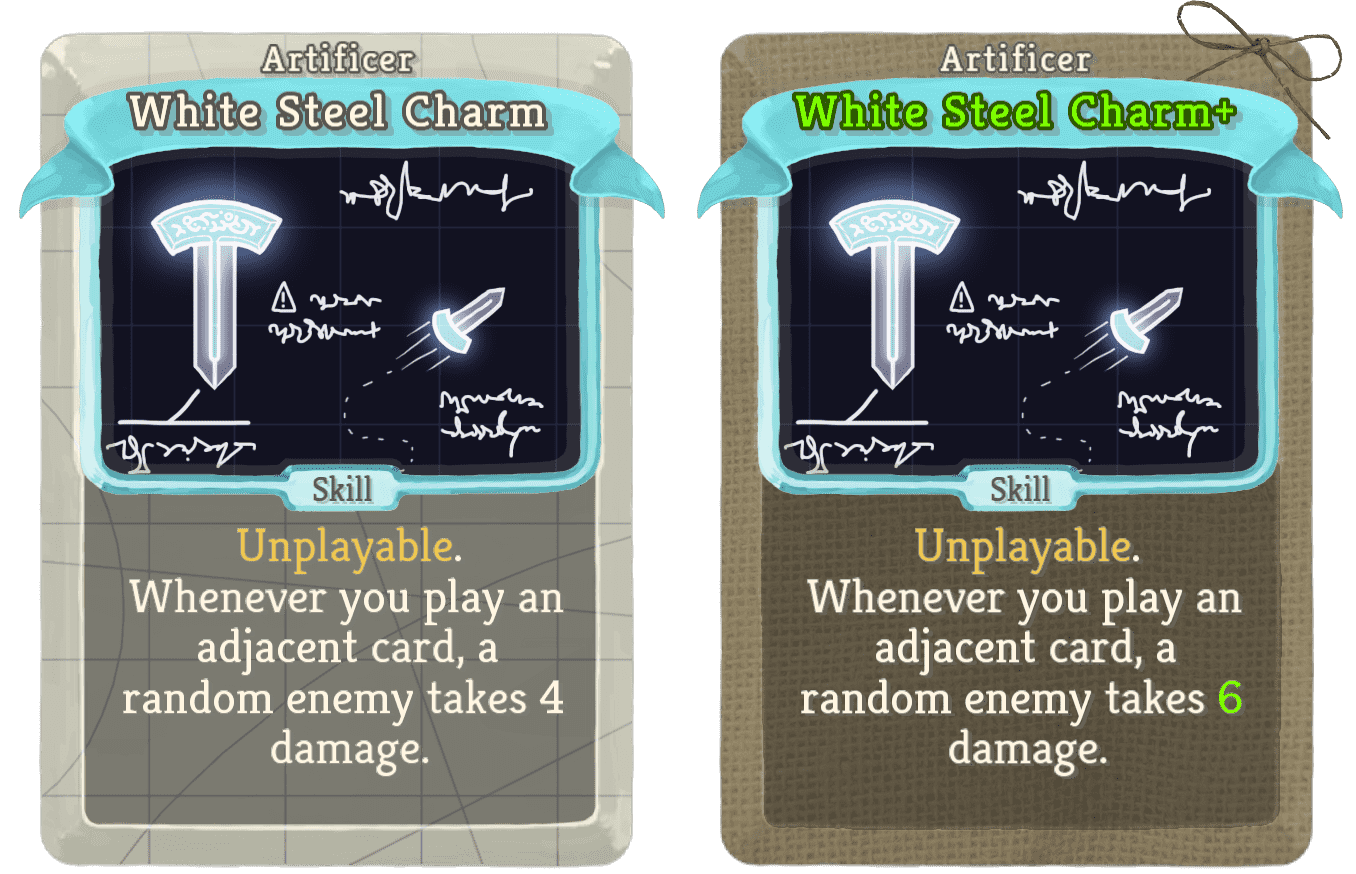 Artificer
White Steel Charm
Skill
Unplayable.
Whenever you play an
adjacent card, a
random enemy takes 4
damage.
Artificer
White Steel Charm+
Skill
Unplayable.
Whenever you play an
adjacent card, a
random enemy takes 6
damage.